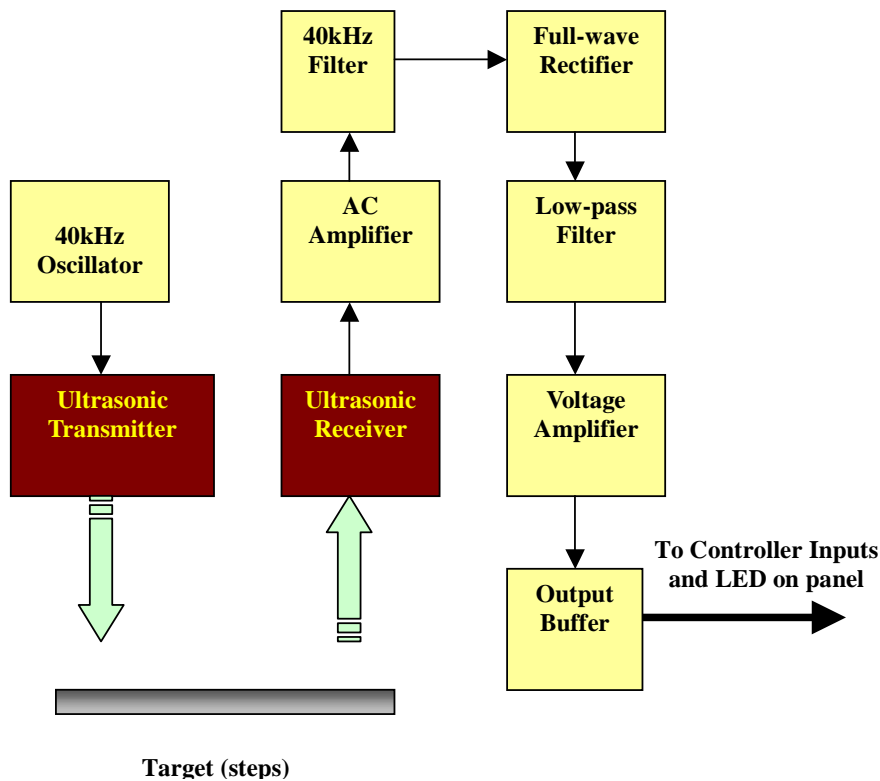 40kHz
Filter
Full-wave
Rectifier
40kHz
Oscillator
AC
Amplifier
Low-pass
Filter
Ultrasonic
Transmitter
Ultrasonic
Receiver
Voltage
Amplifier
Output
Buffer
To Controller Inputs
and LED on panel
Target (steps)